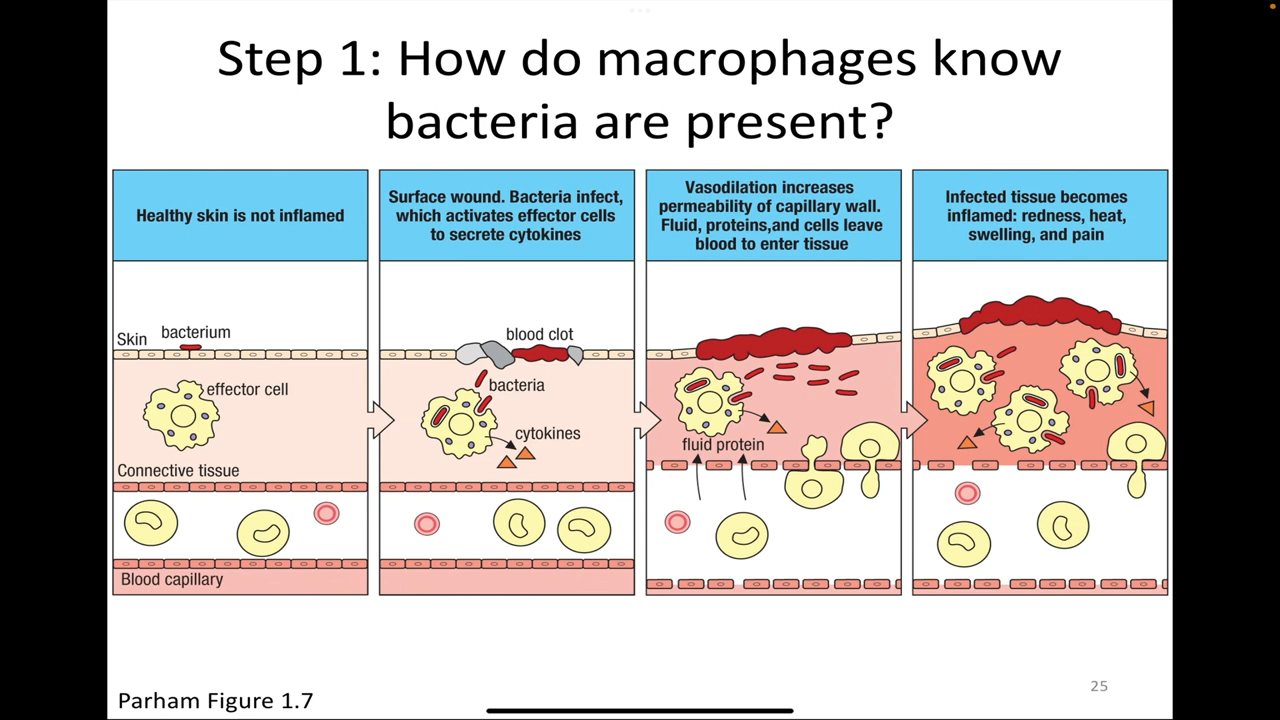 Step 1: How do macrophages know
bacteria are present?
Healthy skin is not inflamed
Surface wound. Bacteria infect,
which activates effector cells
to secrete cytokines
Vasodilation increases
permeability of capillary wall.
Fluid, proteins,and cells leave
blood to enter tissue
Infected tissue becomes
inflamed: redness, heat,
swelling, and pain
Skin
bacterium
effector cell
Connective tissue
Blood capillary
blood clot
bacteria
cytokines
fluid protein
25
Parham Figure 1.7